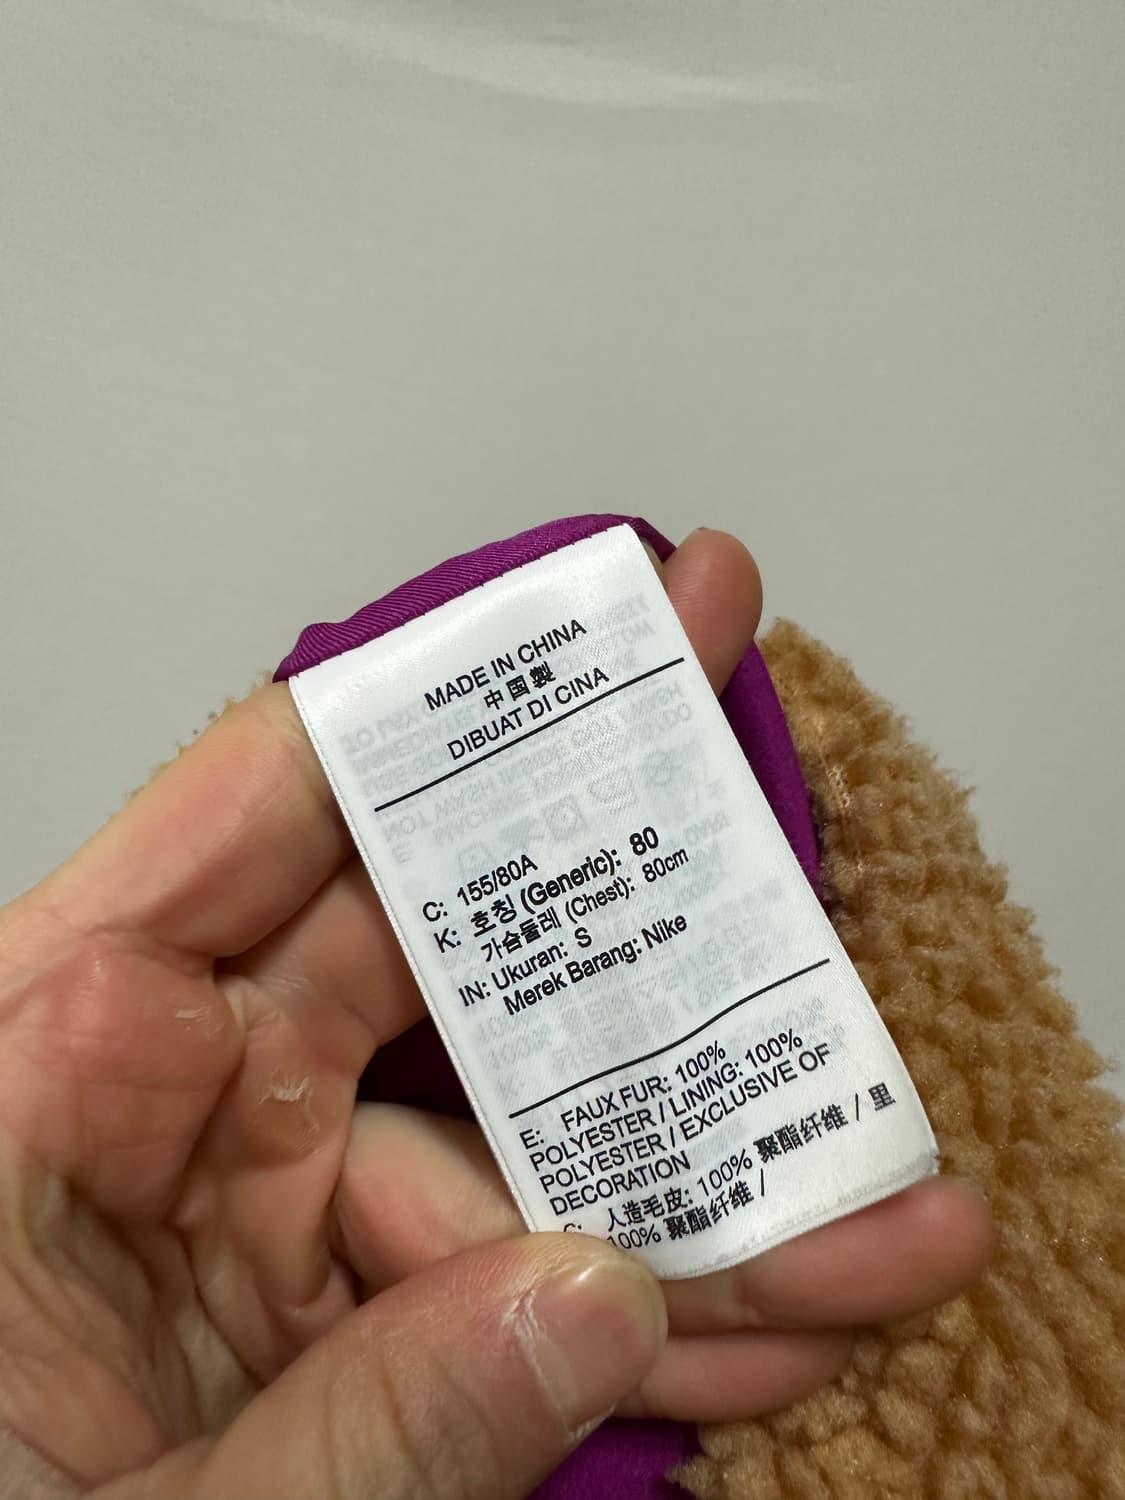 MADE IN CHINA
中国製
DIBUAT DI CINA
C: 155/80A
K: 호칭 (Generic): 80
가슴둘레 (Chest): 80cm
IN: Ukuran: S
Merek Barang: Nike
E: FAUX FUR: 100%
POLYESTER / LINING: 100%
POLYESTER / EXCLUSIVE OF
DECORATION
C: 人造毛皮: 100% 聚酯纤维 / 里
100% 聚酯纤维 /